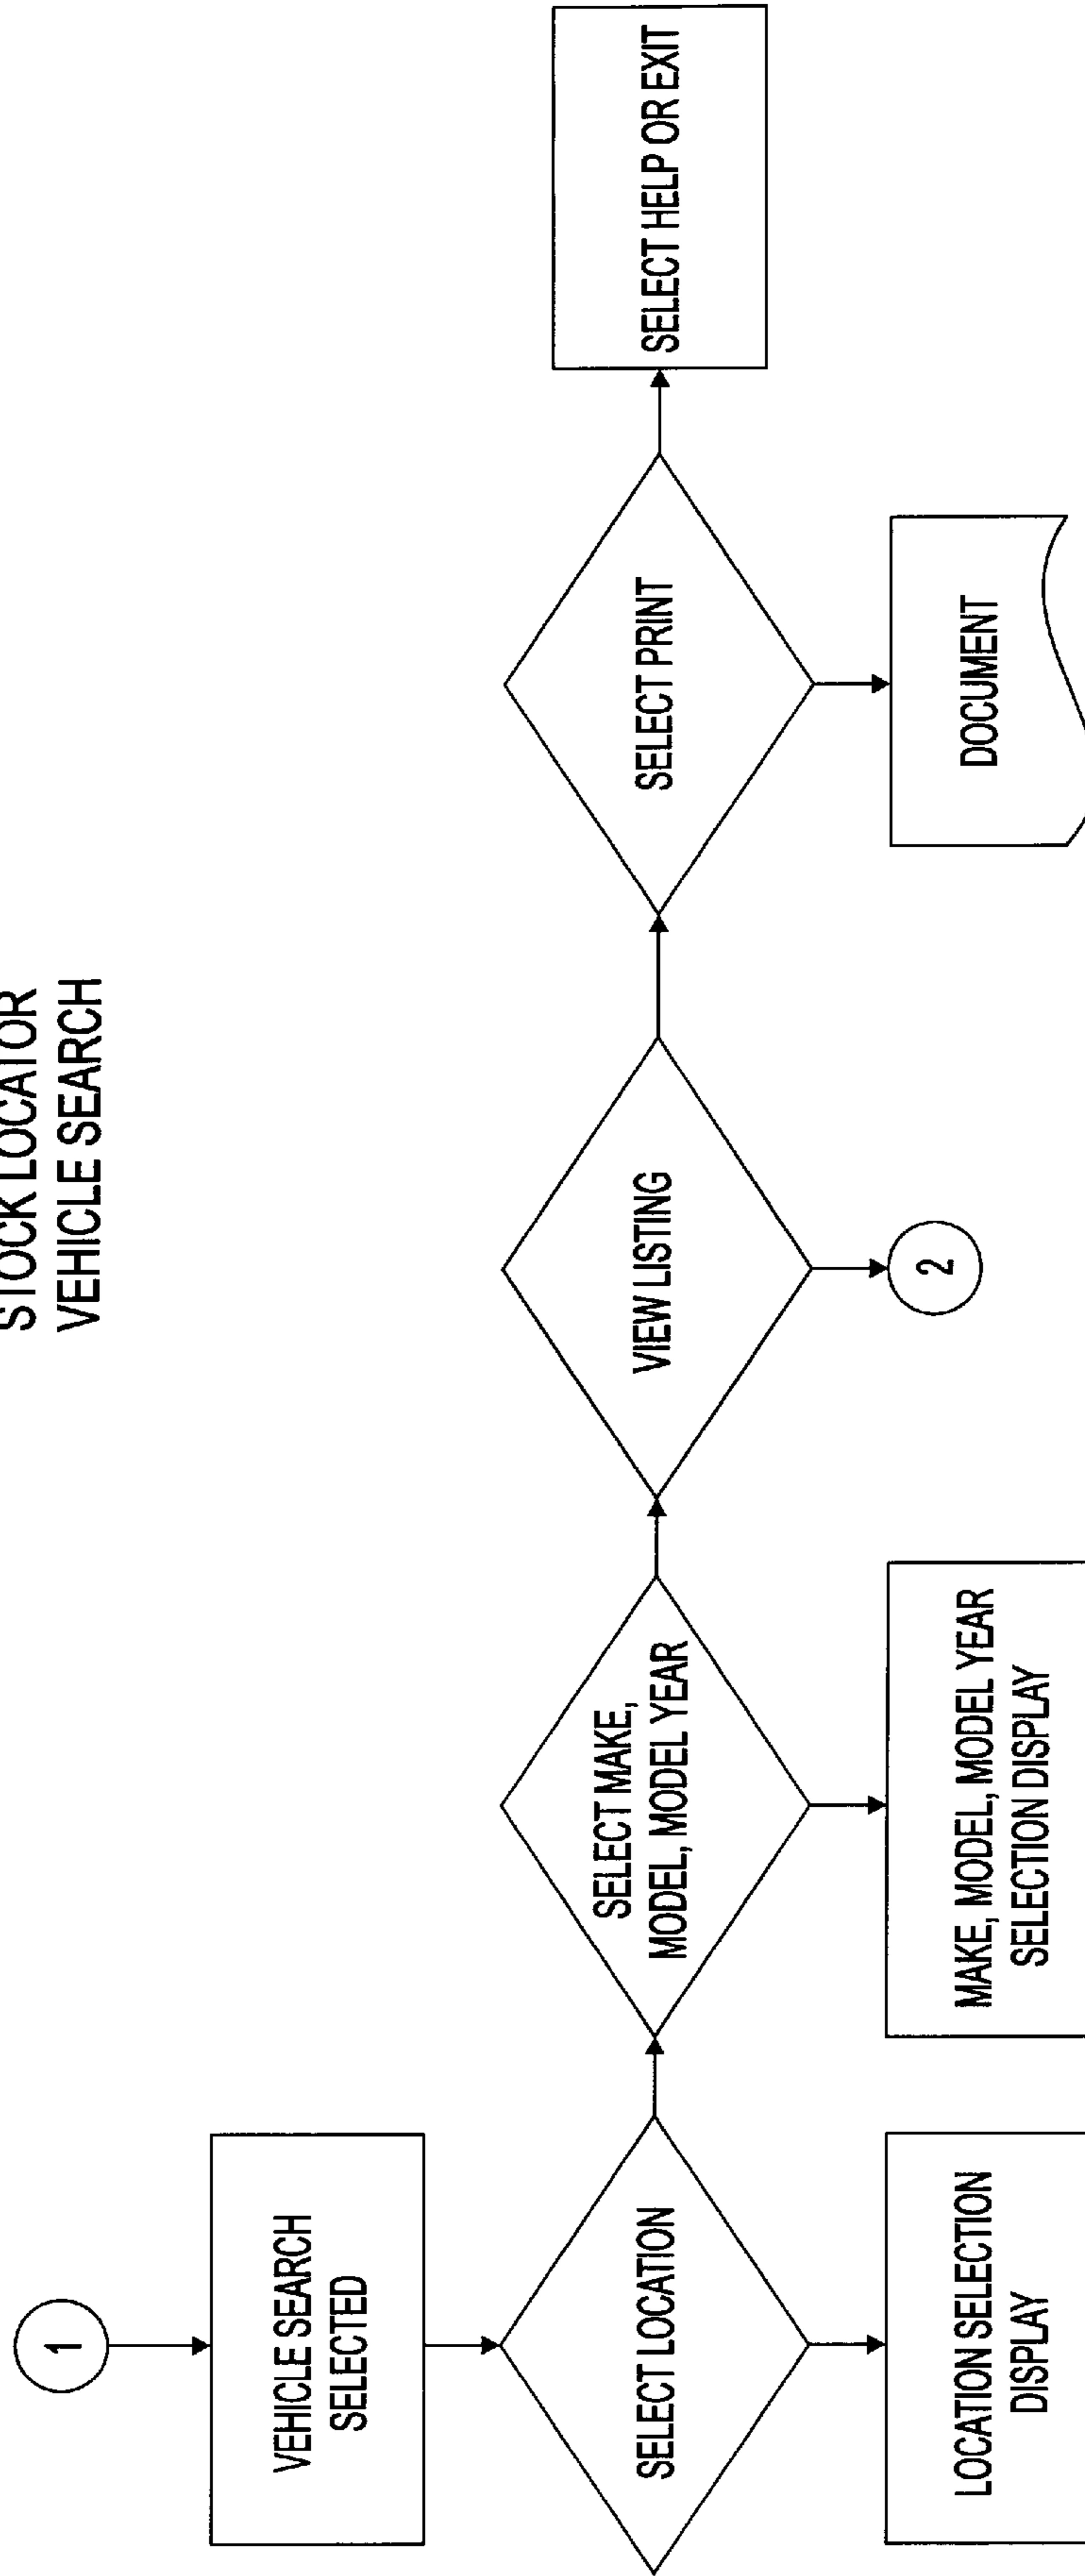 STOCK LOCATOR
VEHICLE SEARCH
1
VEHICLE SEARCH
SELECTED
SELECT LOCATION
LOCATION SELECTION
DISPLAY
SELECT MAKE,
MODEL, MODEL YEAR
MAKE, MODEL, MODEL YEAR
SELECTION DISPLAY
VIEW LISTING
2
SELECT PRINT
DOCUMENT
SELECT HELP OR EXIT